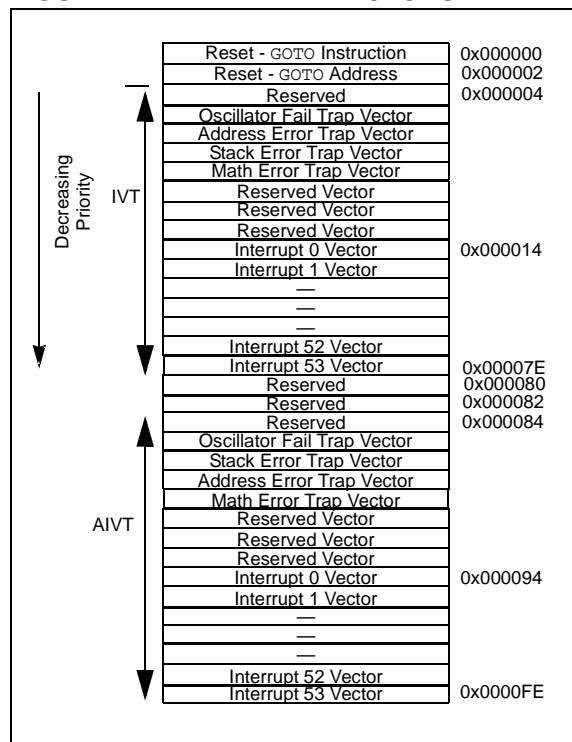 Reset - GOTO Instruction 0x000000
Reset - GOTO Address 0x000002
Reserved 0x000004
Oscillator Fail Trap Vector
Address Error Trap Vector
Stack Error Trap Vector
Math Error Trap Vector
Reserved Vector
Reserved Vector
Reserved Vector
Interrupt 0 Vector 0x000014
Interrupt 1 Vector
—
—
—
Interrupt 52 Vector
Interrupt 53 Vector 0x00007E
Reserved 0x000080
Reserved 0x000082
Reserved 0x000084
Oscillator Fail Trap Vector
Stack Error Trap Vector
Address Error Trap Vector
Math Error Trap Vector
Reserved Vector
Reserved Vector
Reserved Vector
Interrupt 0 Vector 0x000094
Interrupt 1 Vector
—
—
—
Interrupt 52 Vector
Interrupt 53 Vector 0x0000FE
Decreasing
Priority
IVT
AIVT